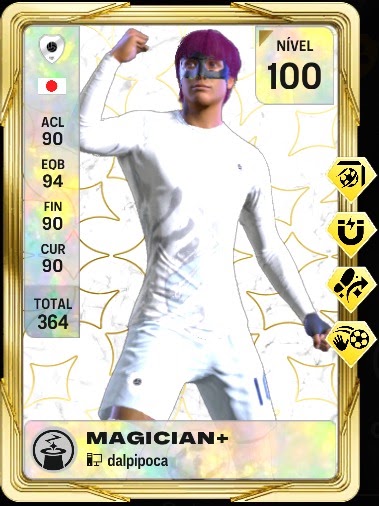 NÍVEL
100
ACL
90
EQB
94
FIN
90
CUR
90
TOTAL
364
MAGICIAN+
dalpipoca